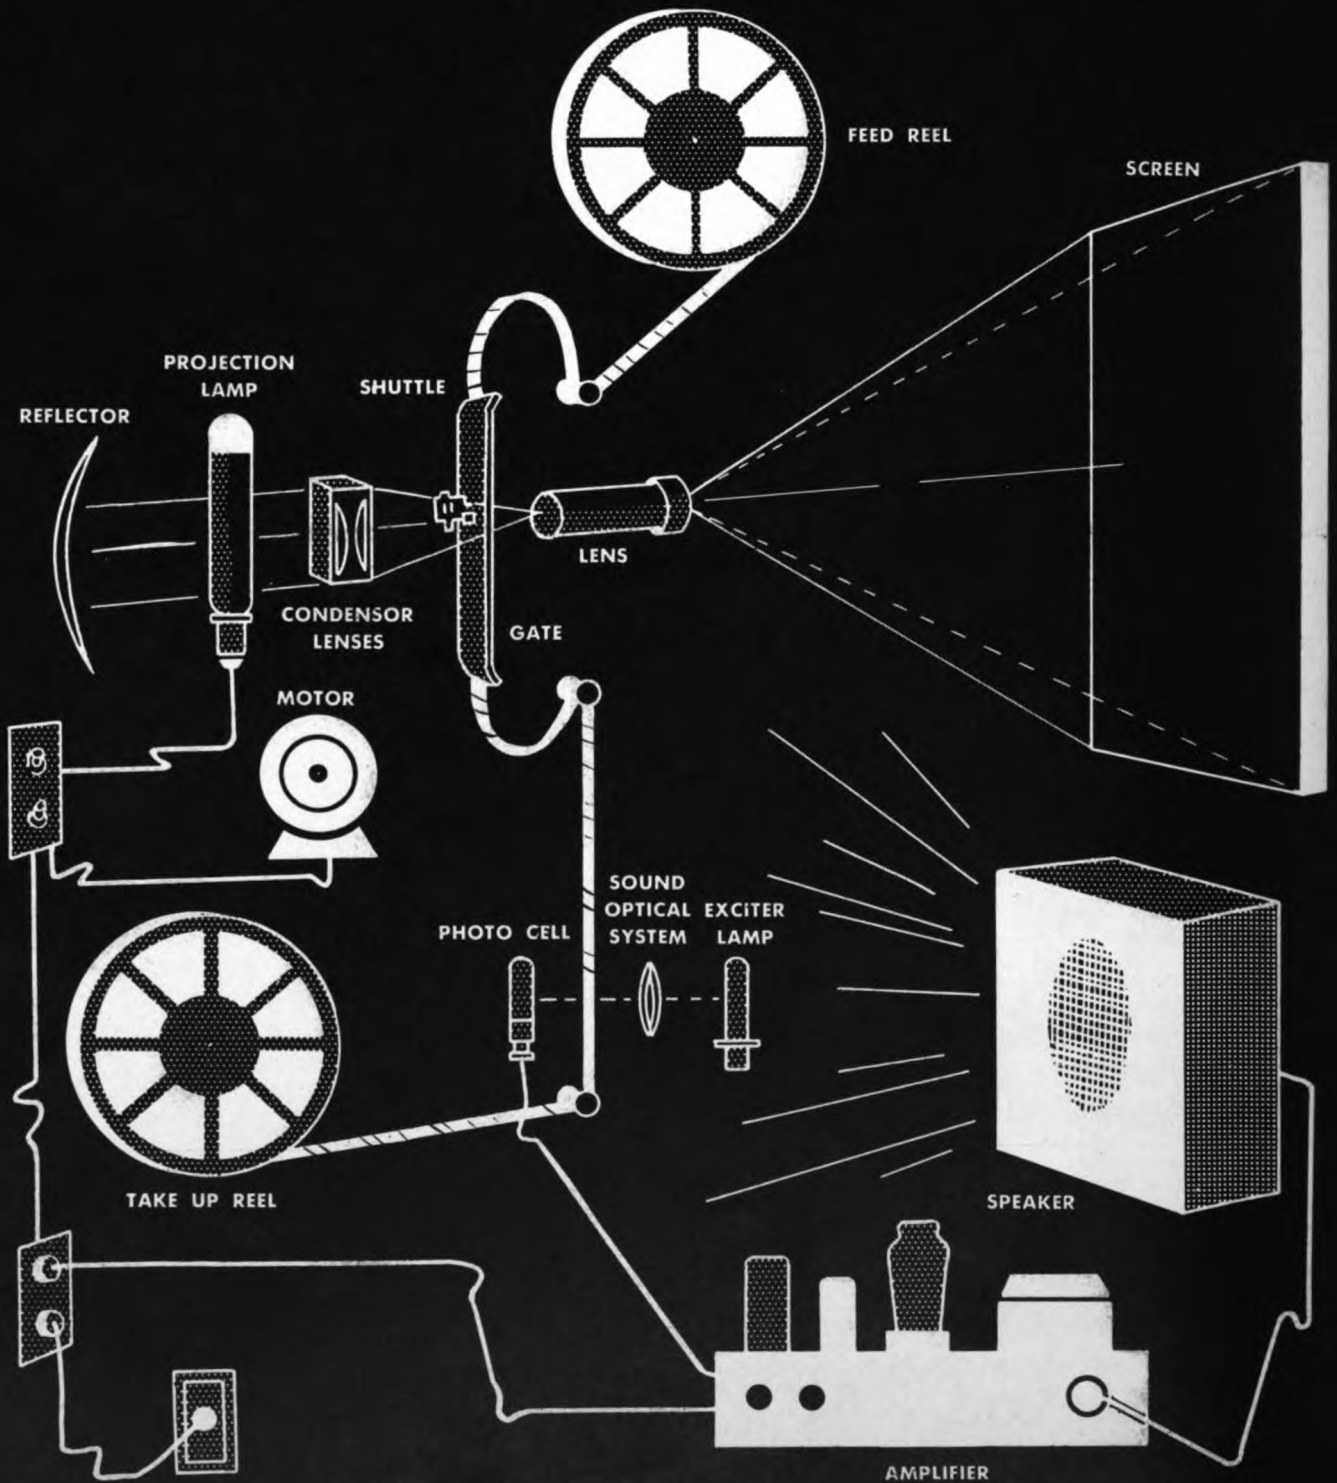 FEED REEL
SCREEN
PROJECTION
LAMP
SHUTTLE
REFLECTOR
LENS
CONDENSOR
LENSES
GATE
MOTOR
SOUND
OPTICAL
SYSTEM
EXCITER
LAMP
PHOTO CELL
TAKE UP REEL
SPEAKER
AMPLIFIER